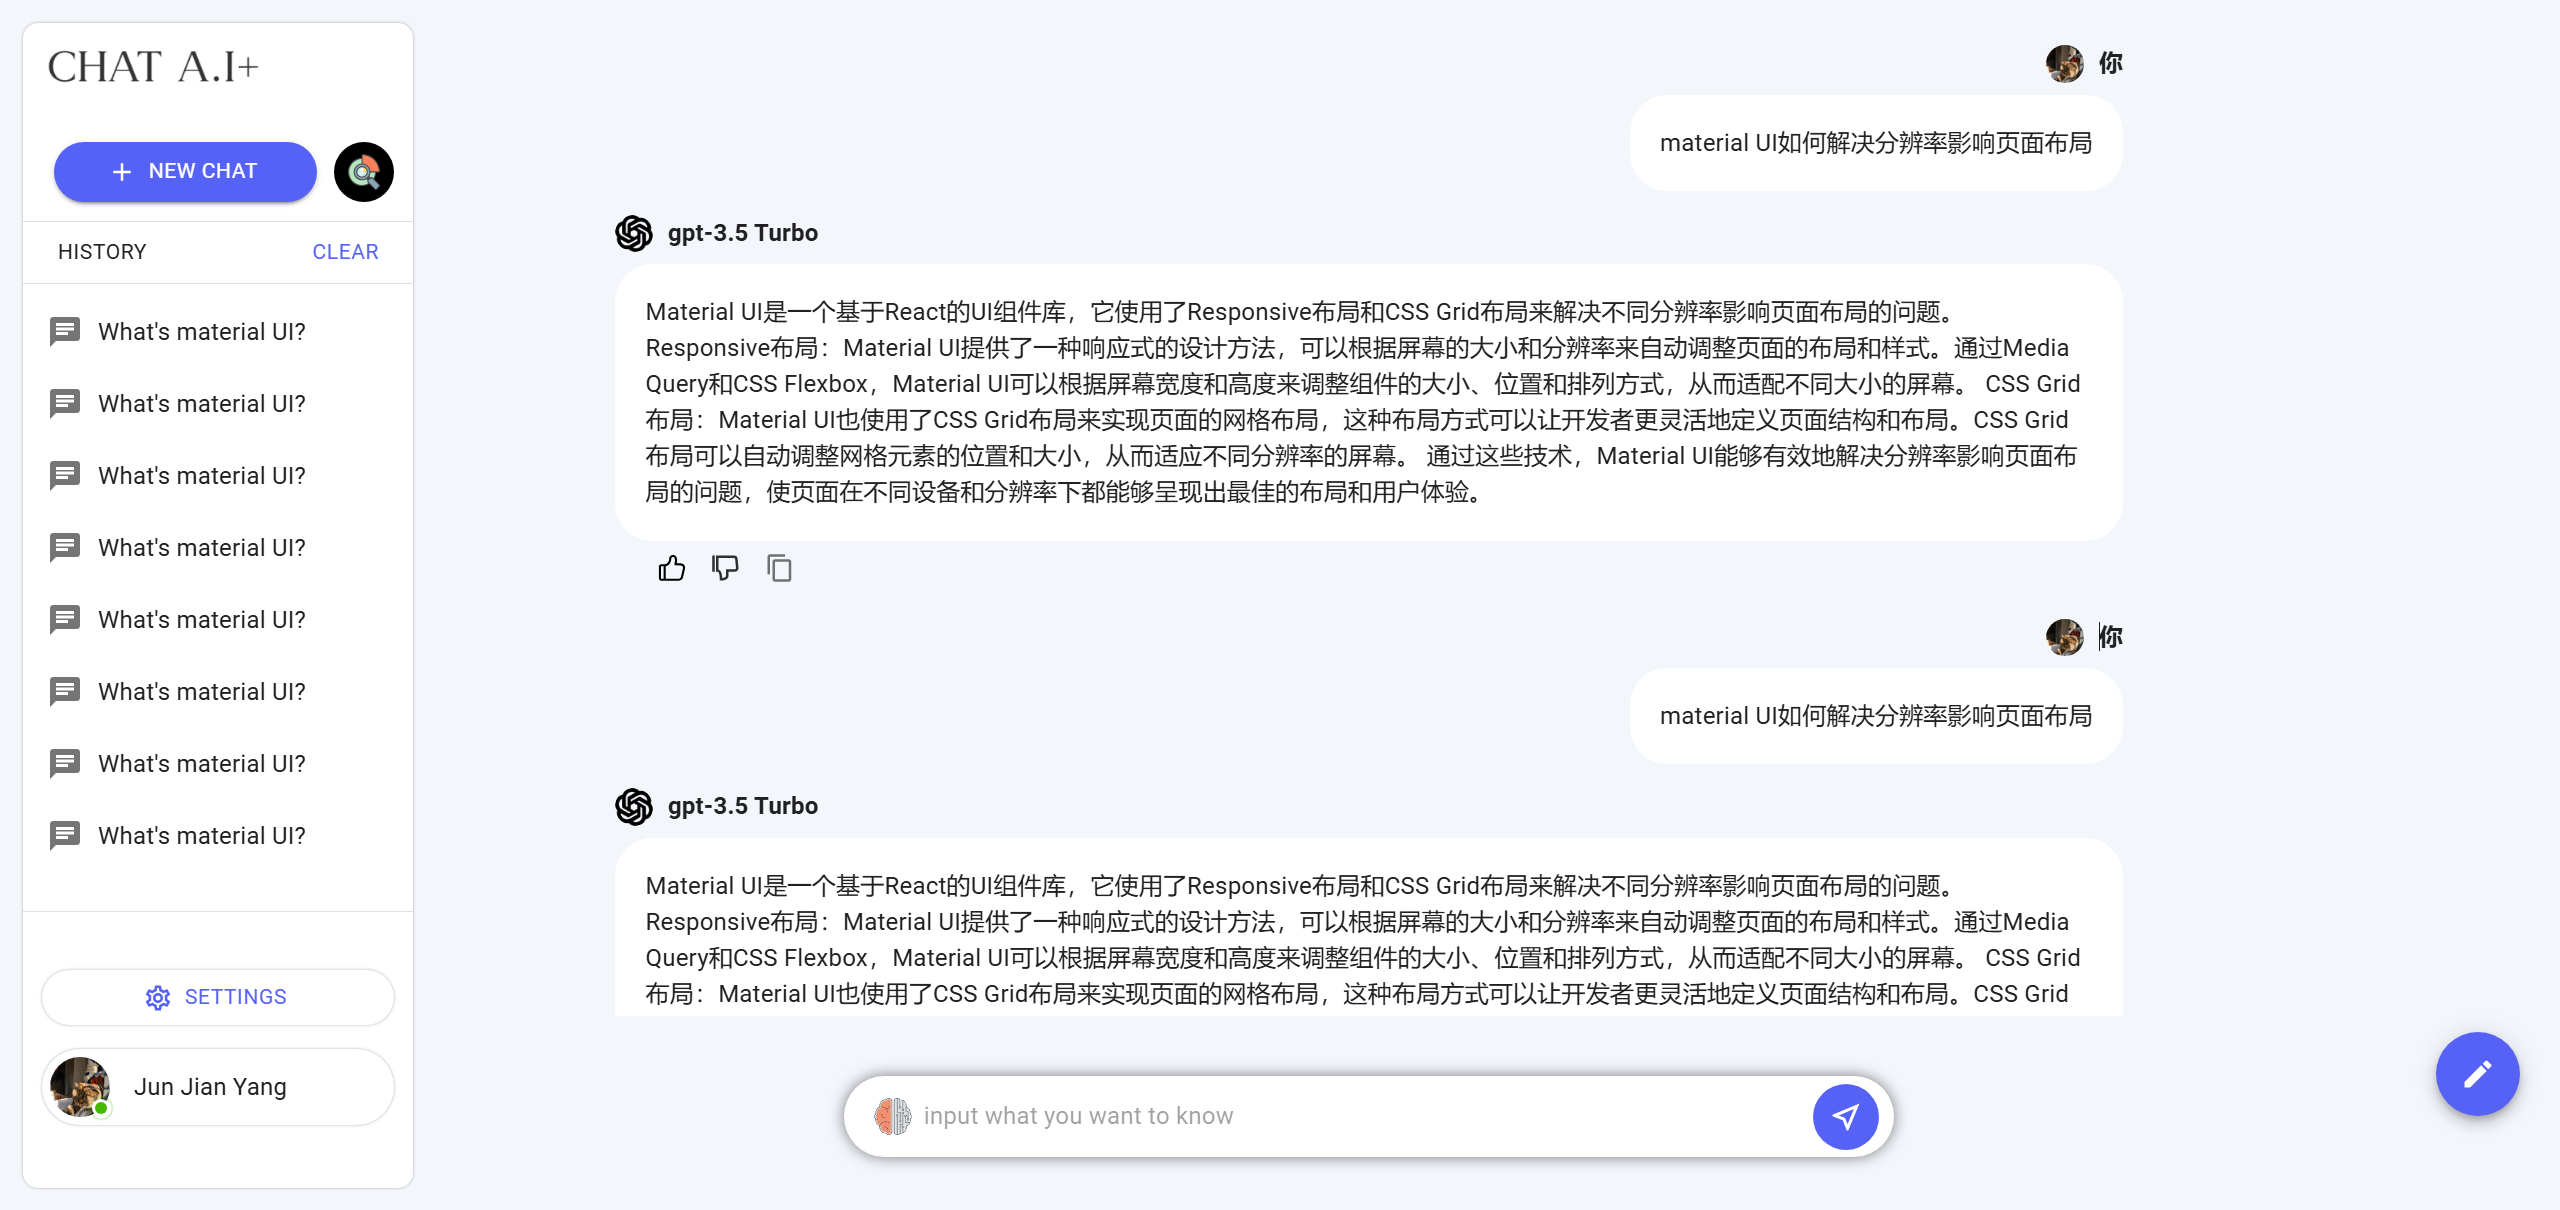 CHAT A.I+
NEW CHAT
HISTORY
CLEAR
What's material UI?
What's material UI?
What's material UI?
What's material UI?
What's material UI?
What's material UI?
What's material UI?
What's material UI?
SETTINGS
Jun Jian Yang
你
material UI如何解决分辨率影响页面布局
gpt-3.5 Turbo
Material UI是一个基于React的UI组件库，它使用了Responsive布局和CSS Grid布局来解决不同分辨率影响页面布局的问题。
Responsive布局：Material UI提供了一种响应式的设计方法，可以根据屏幕的大小和分辨率来自动调整页面的布局和样式。通过Media
Query和CSS Flexbox，Material UI可以根据屏幕宽度和高度来调整组件的大小、位置和排列方式，从而适配不同大小的屏幕。 CSS Grid
布局：Material UI也使用了CSS Grid布局来实现页面的网格布局，这种布局方式可以让开发者更灵活地定义页面结构和布局。CSS Grid
布局可以自动调整网格元素的位置和大小，从而适应不同分辨率的屏幕。 通过这些技术，Material UI能够有效地解决分辨率影响页面布
局的问题，使页面在不同设备和分辨率下都能够呈现出最佳的布局和用户体验。
你
material UI如何解决分辨率影响页面布局
gpt-3.5 Turbo
Material UI是一个基于React的UI组件库，它使用了Responsive布局和CSS Grid布局来解决不同分辨率影响页面布局的问题。
Responsive布局：Material UI提供了一种响应式的设计方法，可以根据屏幕的大小和分辨率来自动调整页面的布局和样式。通过Media
Query和CSS Flexbox，Material UI可以根据屏幕宽度和高度来调整组件的大小、位置和排列方式，从而适配不同大小的屏幕。 CSS Grid
布局：Material UI也使用了CSS Grid布局来实现页面的网格布局，这种布局方式可以让开发者更灵活地定义页面结构和布局。CSS Grid
input what you want to know